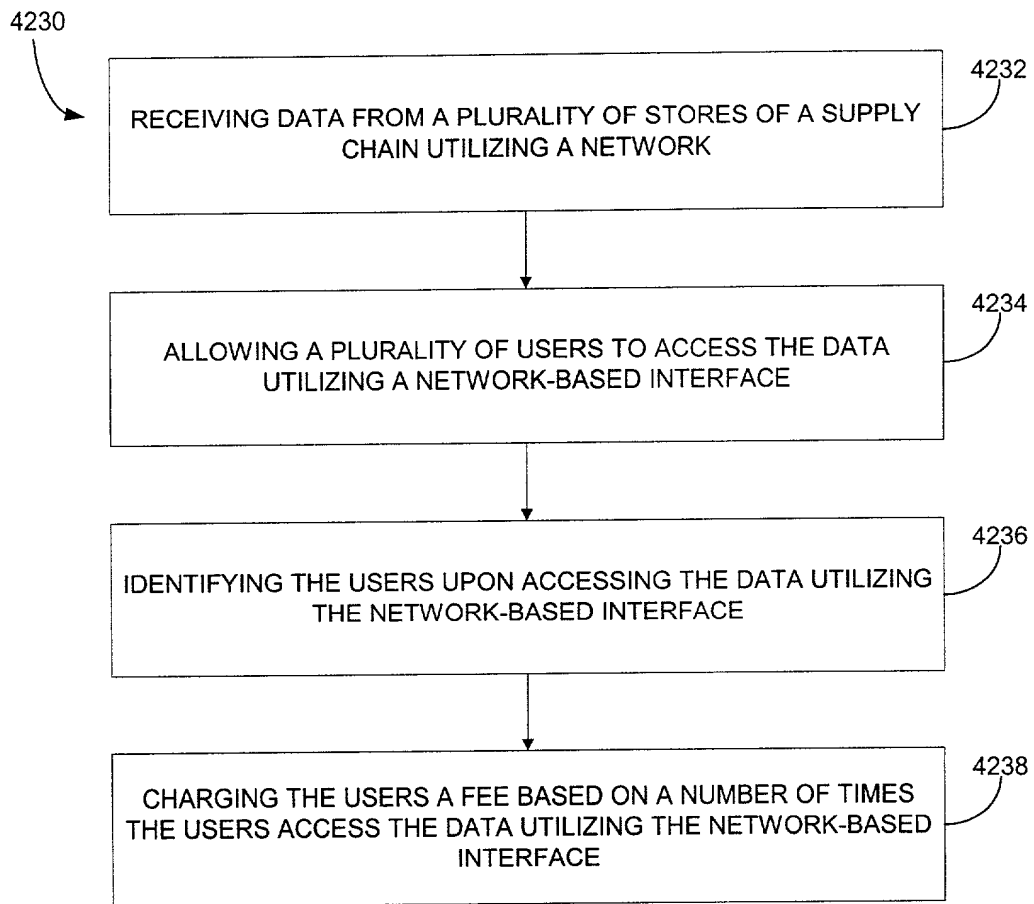 4230
4232
RECEIVING DATA FROM A PLURALITY OF STORES OF A SUPPLY
CHAIN UTILIZING A NETWORK
4234
ALLOWING A PLURALITY OF USERS TO ACCESS THE DATA
UTILIZING A NETWORK-BASED INTERFACE
4236
IDENTIFYING THE USERS UPON ACCESSING THE DATA UTILIZING
THE NETWORK-BASED INTERFACE
4238
CHARGING THE USERS A FEE BASED ON A NUMBER OF TIMES
THE USERS ACCESS THE DATA UTILIZING THE NETWORK-BASED
INTERFACE